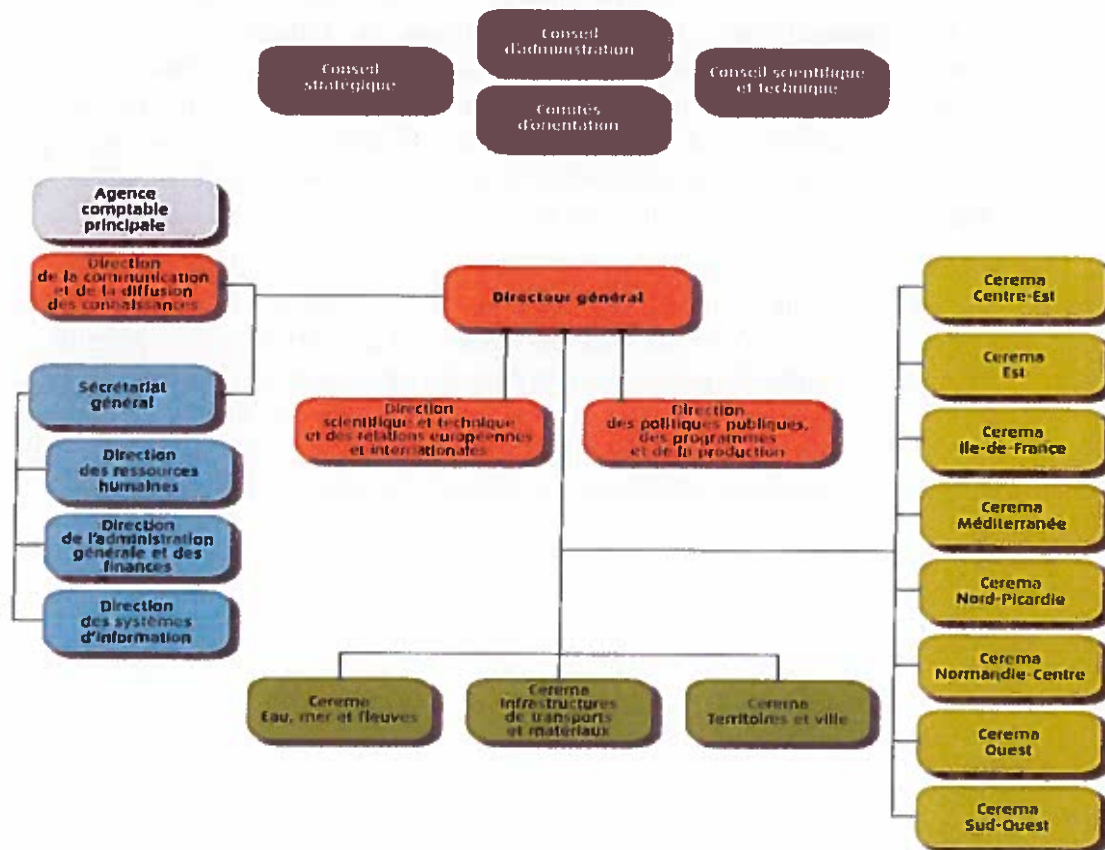 Conseil
d'administration
Conseil
stratégique
Conseil scientifique
et technique
Comités
d'orientation
Agence
comptable
principale
Direction
de la communication
et de la diffusion
des connaissances
Directeur général
Sécrétariat
général
Direction
scientifique et technique
et des relations européennes
et internationales
Direction
des politiques publiques,
des programmes
et de la production
Direction
des ressources
humaines
Direction
de l'administration
générale et des
finances
Direction
des systèmes
d'information
Cerema
Eau, mer et fleuves
Cerema
Infrastructures
de transports
et matériaux
Cerema
Territoires et ville
Cerema
Centre-Est
Cerema
Est
Cerema
Ile-de-France
Cerema
Méditerranée
Cerema
Nord-Picardie
Cerema
Normandie-Centre
Cerema
Ouest
Cerema
Sud-Ouest